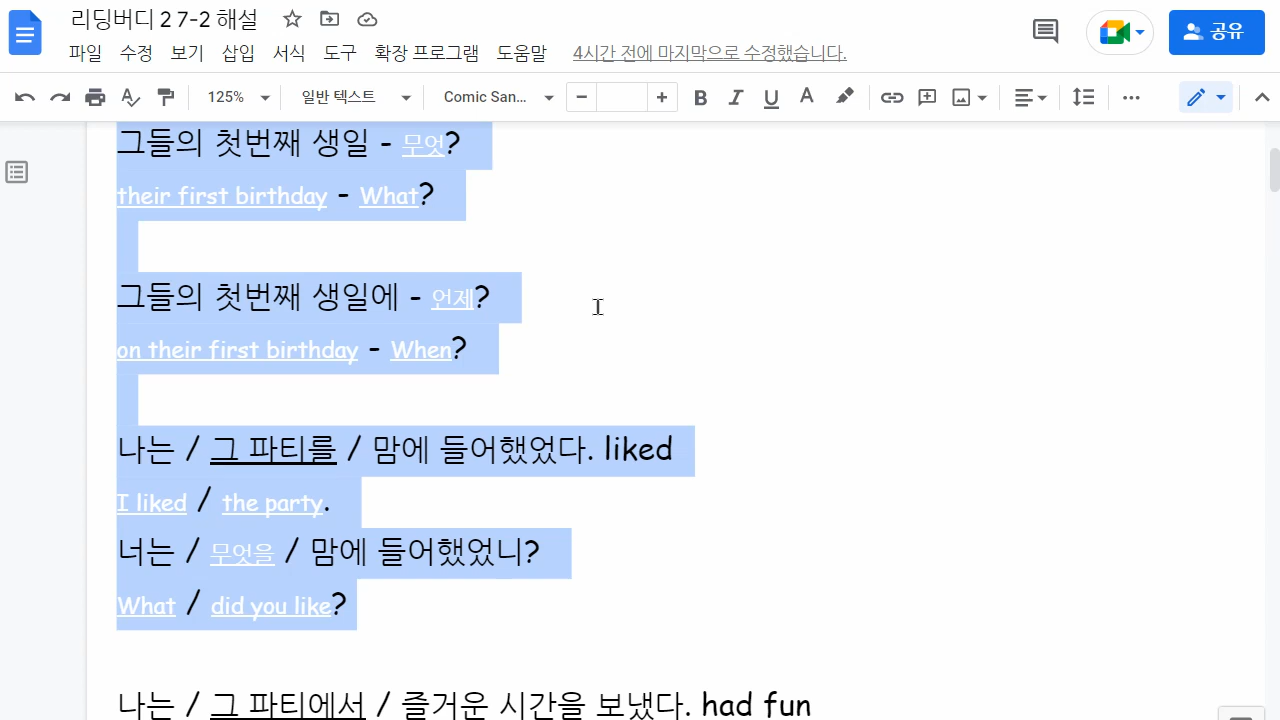 리딩버디 2 7-2 해설
파일 수정 보기 삽입 서식 도구 확장 프로그램 도움말 4시간 전에 마지막으로 수정했습니다.
공유
125% 일반 텍스트 Comic San...
그들의 첫번째 생일 - 무엇?
their first birthday - What?
그들의 첫번째 생일에 - 언제?
on their first birthday - When?
나는 / 그 파티를 / 맘에 들어했었다. liked
I liked / the party.
너는 / 무엇을 / 맘에 들어했었니?
What / did you like?
나는 / 그 파티에서 / 즐거운 시간을 보냈다. had fun